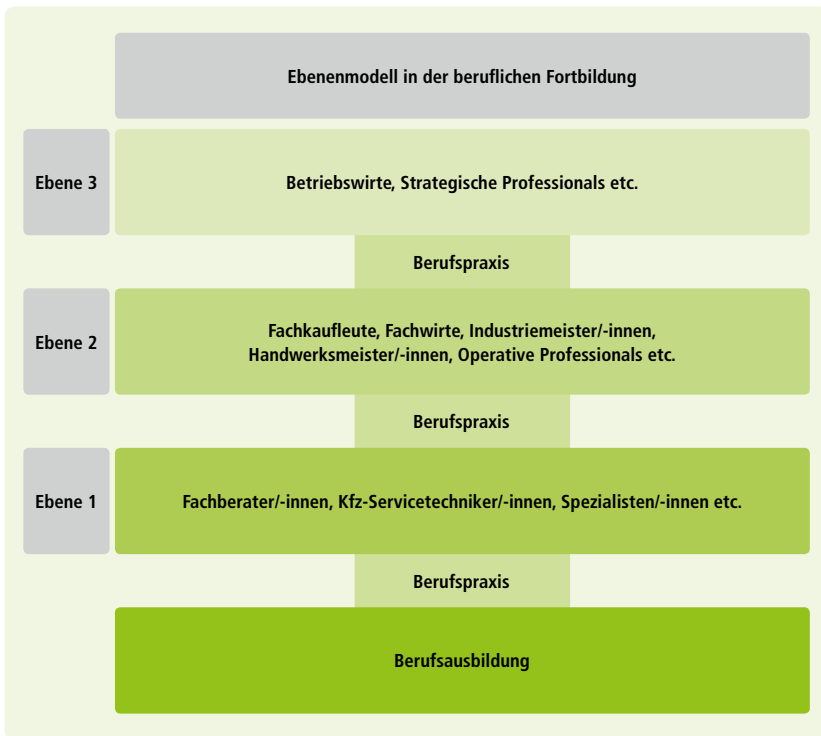 Ebenenmodell in der beruflichen Fortbildung
Ebene 3
Betriebswirte, Strategische Professionals etc.
Berufspraxis
Ebene 2
Fachkaufleute, Fachwirte, Industriemeister/-innen,
Handwerksmeister/-innen, Operative Professionals etc.
Berufspraxis
Ebene 1
Fachberater/-innen, Kfz-Servicetechniker/-innen, Spezialisten/-innen etc.
Berufspraxis
Berufsausbildung